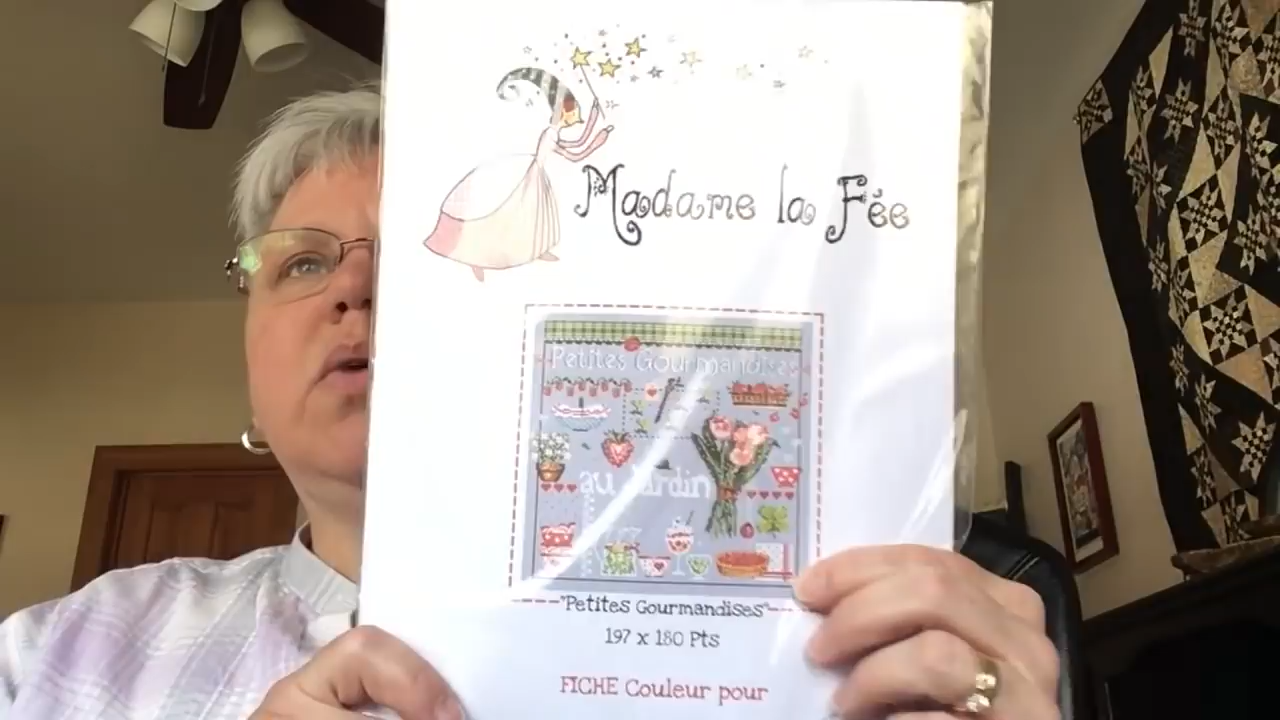 Madame la Fée
Petites Gourmandises
au Jardin
"Petites Gourmandises"
197 x 180 Pts
FICHE Couleur pour